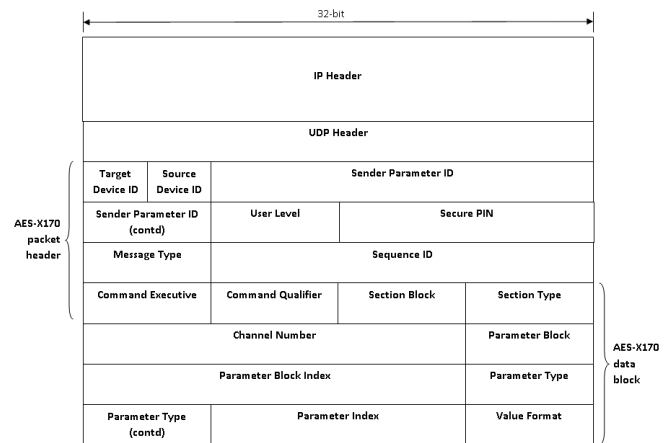 32-bit
IP Header
UDP Header
Target Device ID
Source Device ID
Sender Parameter ID
AES-X170 packet header
Sender Parameter ID (contd)
User Level
Secure PIN
Message Type
Sequence ID
Command Executive
Command Qualifier
Section Block
Section Type
Channel Number
Parameter Block
AES-X170 data block
Parameter Block Index
Parameter Type
Parameter Type (contd)
Parameter Index
Value Format